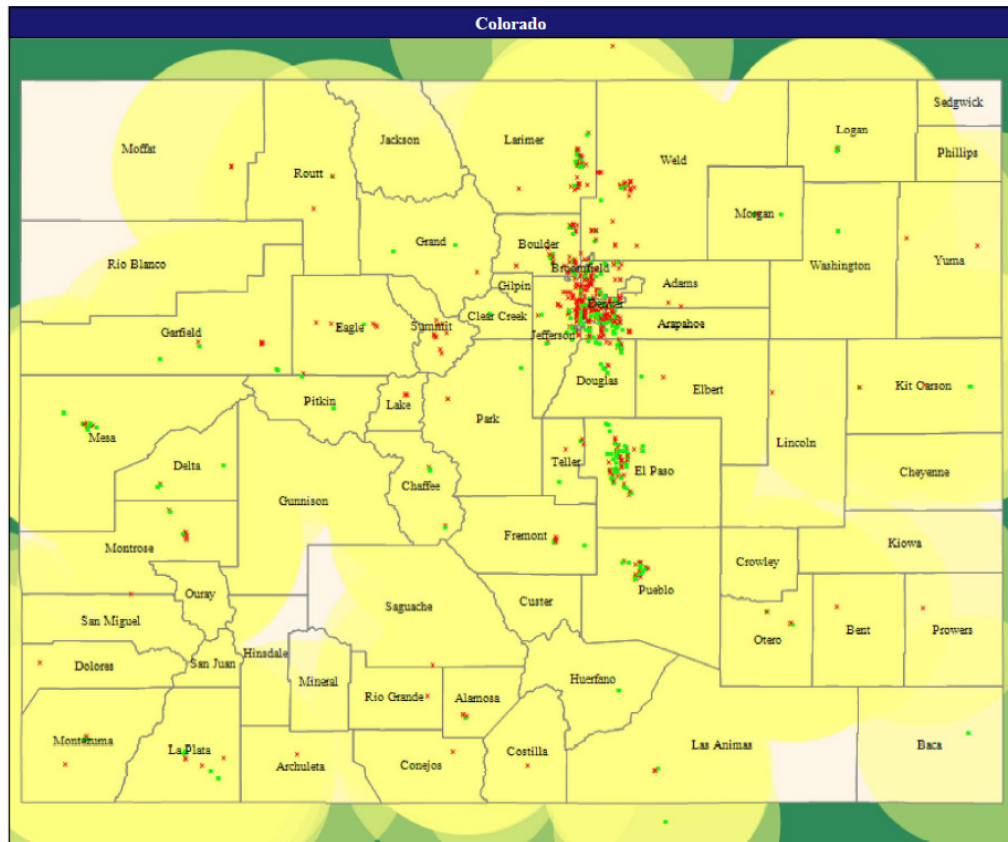 Colorado
Sedgwick
Logan
Jackson
Larimer
Moffat
Phillips
Weld
Routt
Morgan
Grand
Boulder
Yuma
Rio Blanco
Washington
Broomfield
Gilpin
Adams
Denver
Clear Creek
Arapahoe
Eagle
Summit
Garfield
Jefferson
Douglas
Kit Carson
Elbert
Pitkin
Lake
Park
Lincoln
Mesa
Teller
Delta
El Paso
Cheyenne
Chaffee
Gunnison
Fremont
Kiowa
Montrose
Crowley
Pueblo
Ouray
Custer
Saguache
San Miguel
Bent
Prowers
Otero
Hinsdale
San Juan
Dolores
Mineral
Huerfano
Rio Grande
Alamosa
Montezuma
La Plata
Las Animas
Baca
Costilla
Archuleta
Conejos